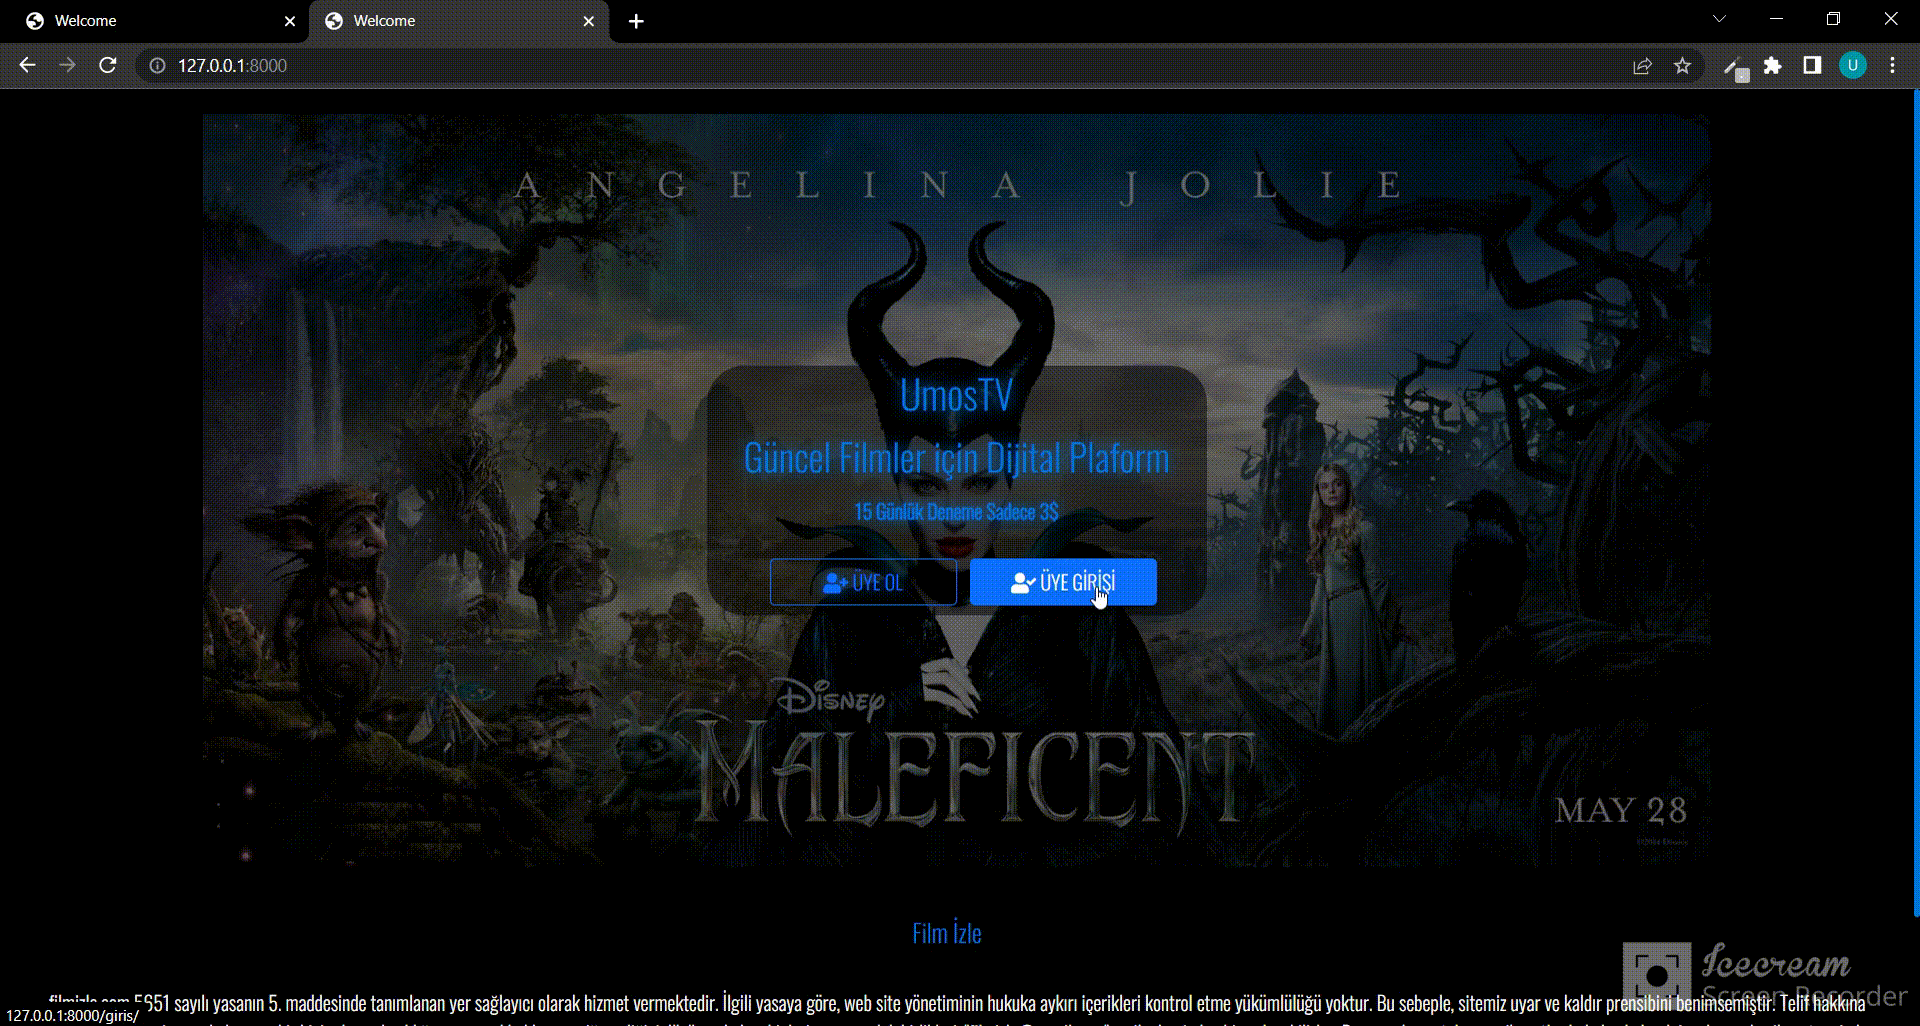 Welcome
Welcome
127.0.0.1:8000
U
ANGELINA JOLIE
UmosTV
Güncel Filmler için Dijital Plaform
15 Günlük Deneme Sadece 3$
ÜYE OL
ÜYE GİRİŞİ
DISNEY
MALEFICENT
MAY 28
Film İzle
Icecream
Screen Recorder
5651 sayılı yasanın 5. maddesinde tanımlanan yer sağlayıcı olarak hizmet vermektedir. İlgili yasaya göre, web site yönetiminin hukuka aykırı içerikleri kontrol etme yükümlülüğü yoktur. Bu sebeple, sitemiz uyar ve kaldır prensibini benimsemiştir. Telif hakkına
127.0.0.1:8000/giris/